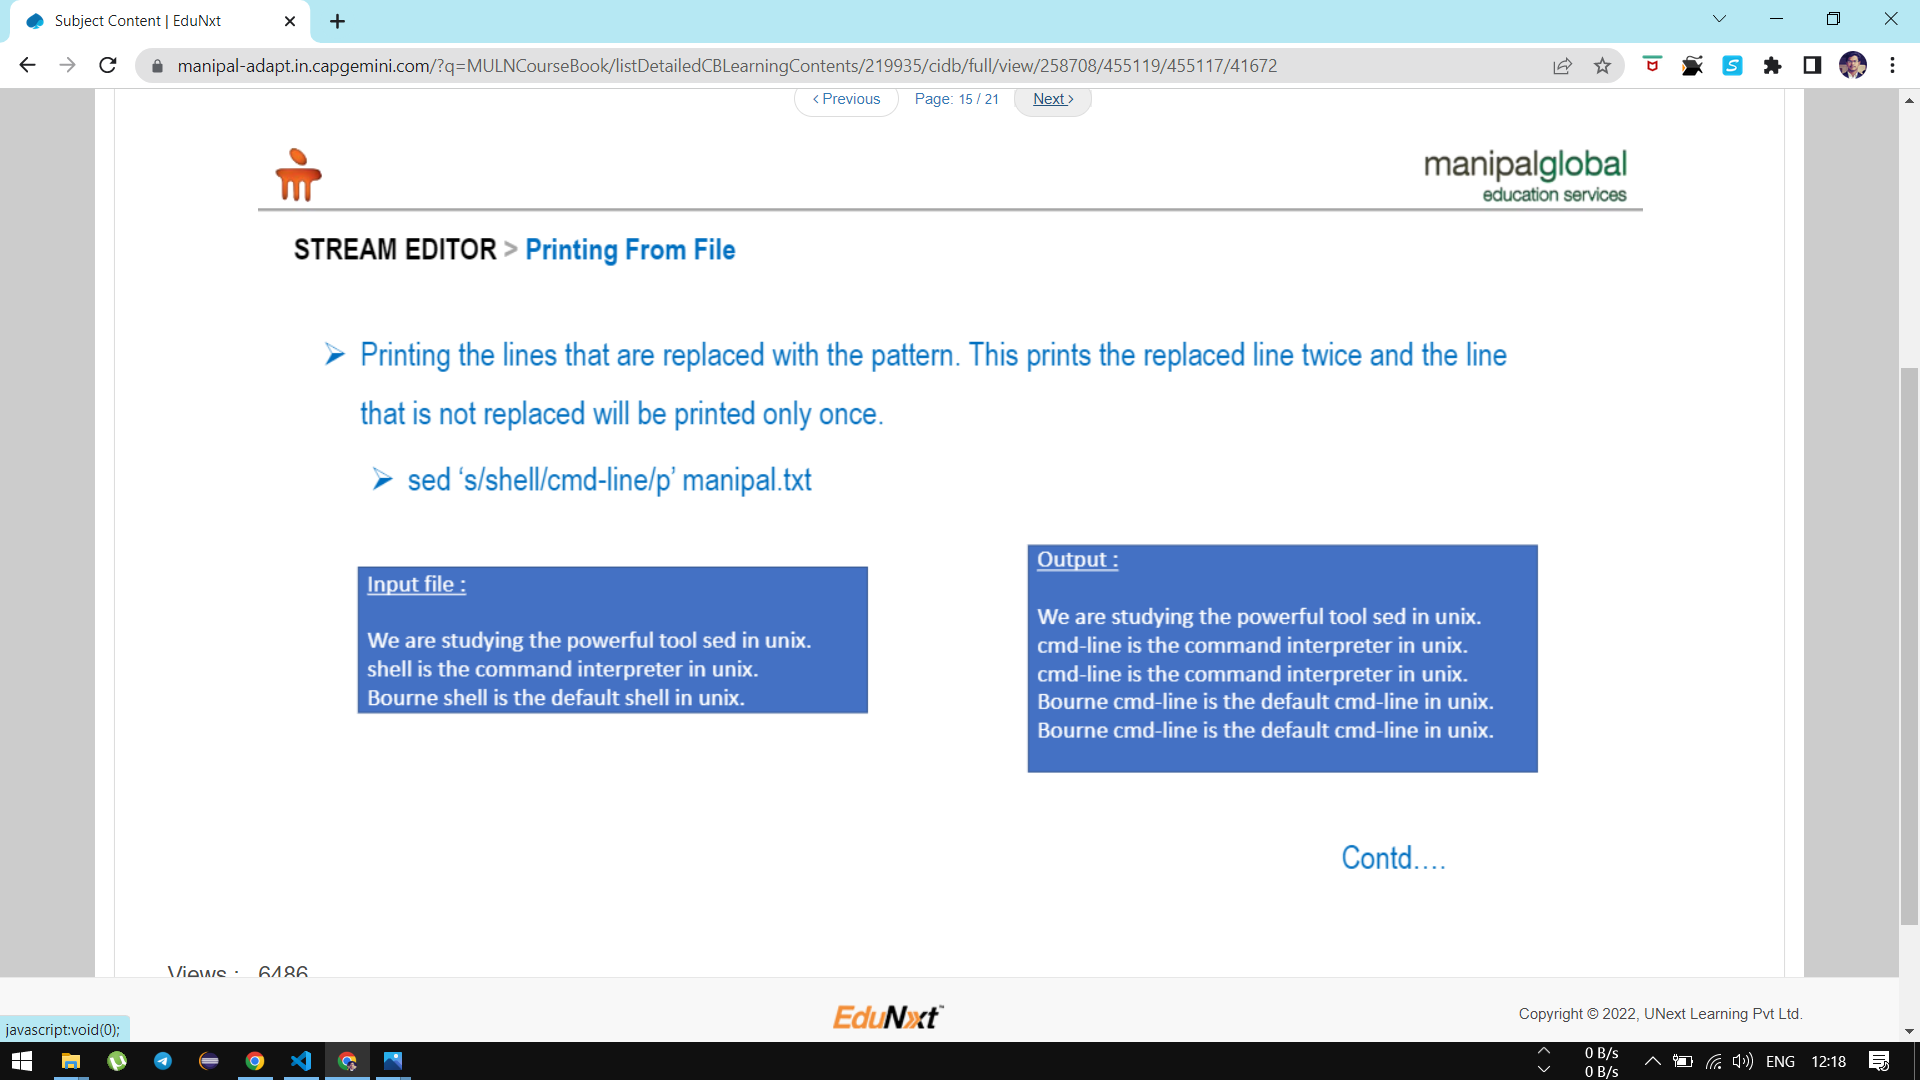 Subject Content | EduNxt
manipal-adapt.in.capgemini.com/?q=MULNCourseBook/listDetailedCBLearningContents/219935/cidb/full/view/258708/455119/455117/41672
‹ Previous Page: 15 / 21 Next ›
manipalglobal
education services
STREAM EDITOR > Printing From File
Printing the lines that are replaced with the pattern. This prints the replaced line twice and the line
that is not replaced will be printed only once.
sed ‘s/shell/cmd-line/p’ manipal.txt
Input file :
We are studying the powerful tool sed in unix.
shell is the command interpreter in unix.
Bourne shell is the default shell in unix.
Output :
We are studying the powerful tool sed in unix.
cmd-line is the command interpreter in unix.
cmd-line is the command interpreter in unix.
Bourne cmd-line is the default cmd-line in unix.
Bourne cmd-line is the default cmd-line in unix.
Contd....
Views : 6486
EduNxt™
Copyright © 2022, UNext Learning Pvt Ltd.
javascript:void(0);
0 B/s
0 B/s
ENG 12:18